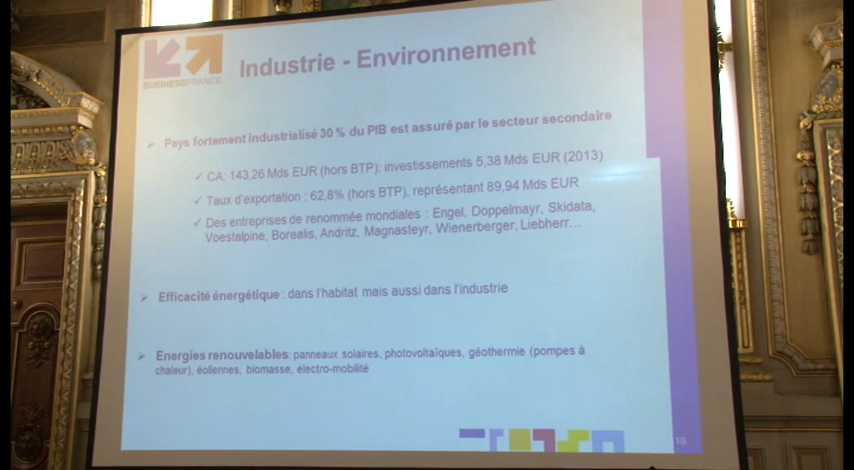 BUSINESSFRANCE
Industrie - Environnement
Pays fortement industrialisé 30 % du PIB est assuré par le secteur secondaire
CA: 143,26 Mds EUR (hors BTP); investissements 5,38 Mds EUR (2013)
Taux d'exportation : 62,8% (hors BTP), représentant 89,94 Mds EUR
Des entreprises de renommée mondiales : Engel, Doppelmayr, Skidata,
Voestalpine, Borealis, Andritz, Magnasteyr, Wienerberger, Liebherr...
Efficacité énergétique : dans l'habitat mais aussi dans l'industrie
Energies renouvelables: panneaux solaires, photovoltaïques, géothermie (pompes à
chaleur), éoliennes, biomasse, électro-mobilité
18